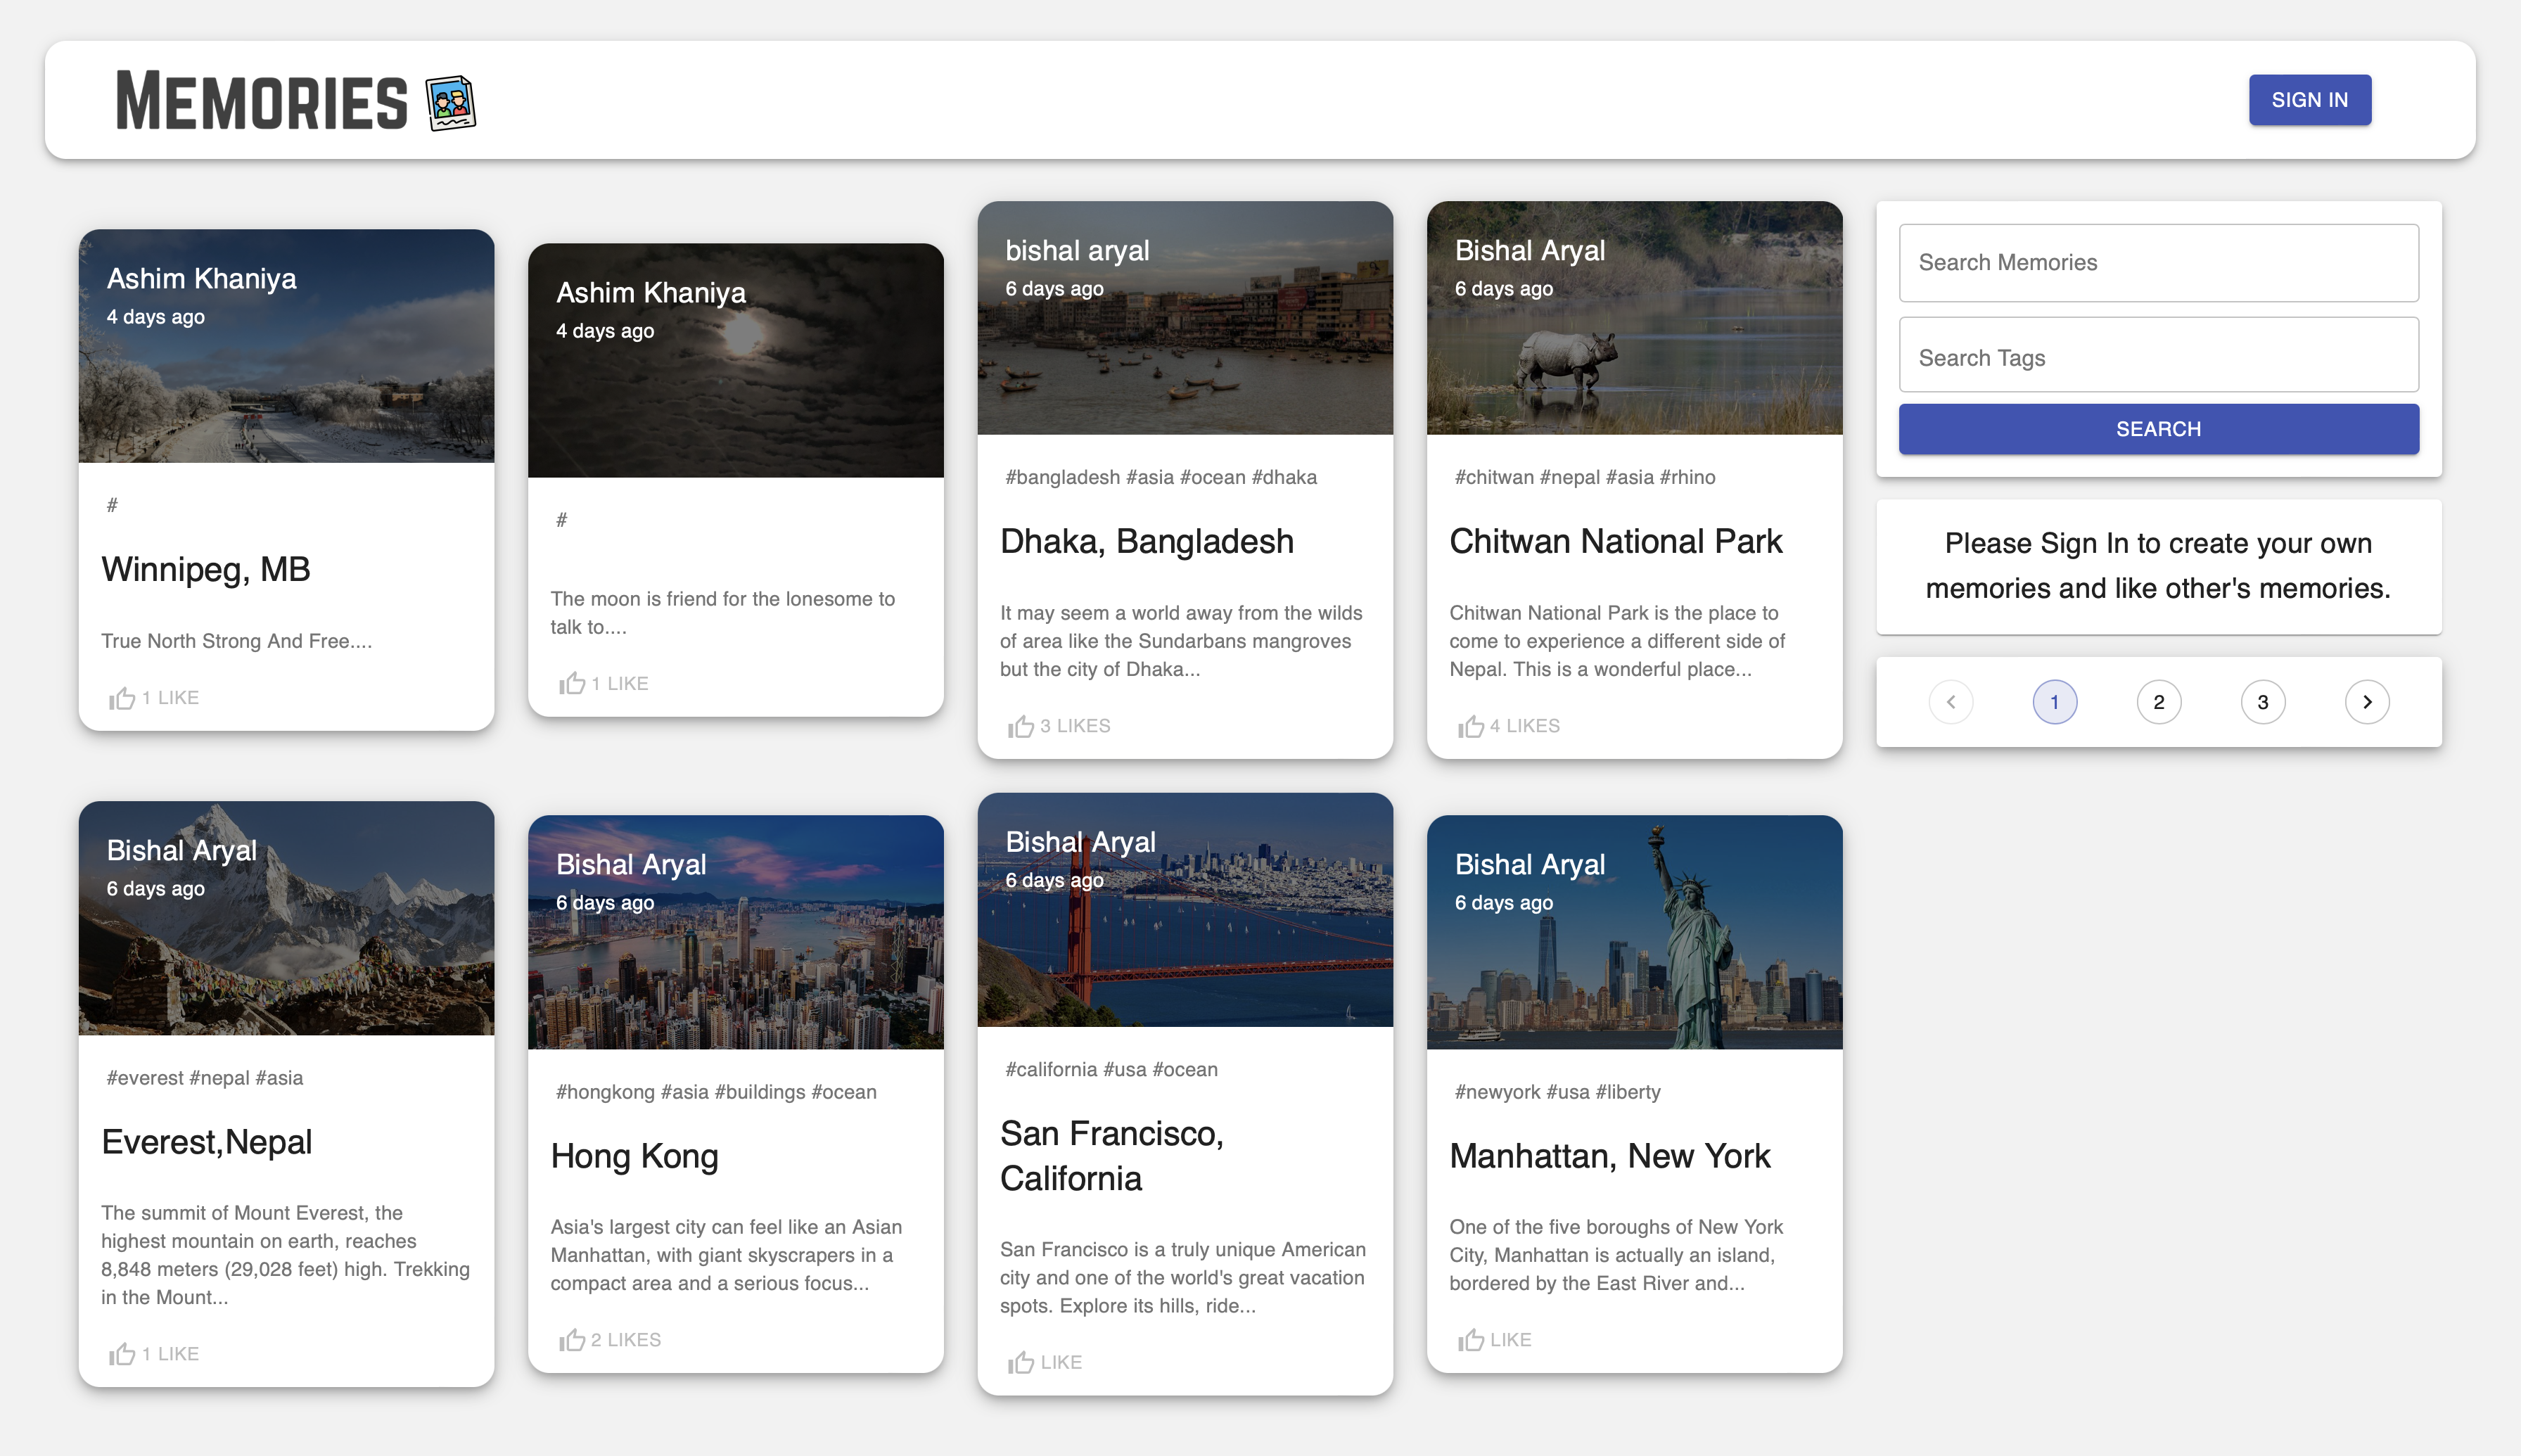 MEMORIES
SIGN IN
Ashim Khaniya
4 days ago
#
Winnipeg, MB
True North Strong And Free....
1 LIKE
Ashim Khaniya
4 days ago
#
The moon is friend for the lonesome to
talk to....
1 LIKE
bishal aryal
6 days ago
#bangladesh #asia #ocean #dhaka
Dhaka, Bangladesh
It may seem a world away from the wilds
of area like the Sundarbans mangroves
but the city of Dhaka...
3 LIKES
Bishal Aryal
6 days ago
#chitwan #nepal #asia #rhino
Chitwan National Park
Chitwan National Park is the place to
come to experience a different side of
Nepal. This is a wonderful place...
4 LIKES
Search Memories
Search Tags
SEARCH
Please Sign In to create your own
memories and like other's memories.
1 2 3
Bishal Aryal
6 days ago
#everest #nepal #asia
Everest,Nepal
The summit of Mount Everest, the
highest mountain on earth, reaches
8,848 meters (29,028 feet) high. Trekking
in the Mount...
1 LIKE
Bishal Aryal
6 days ago
#hongkong #asia #buildings #ocean
Hong Kong
Asia's largest city can feel like an Asian
Manhattan, with giant skyscrapers in a
compact area and a serious focus...
2 LIKES
Bishal Aryal
6 days ago
#california #usa #ocean
San Francisco,
California
San Francisco is a truly unique American
city and one of the world's great vacation
spots. Explore its hills, ride...
LIKE
Bishal Aryal
6 days ago
#newyork #usa #liberty
Manhattan, New York
One of the five boroughs of New York
City, Manhattan is actually an island,
bordered by the East River and...
LIKE